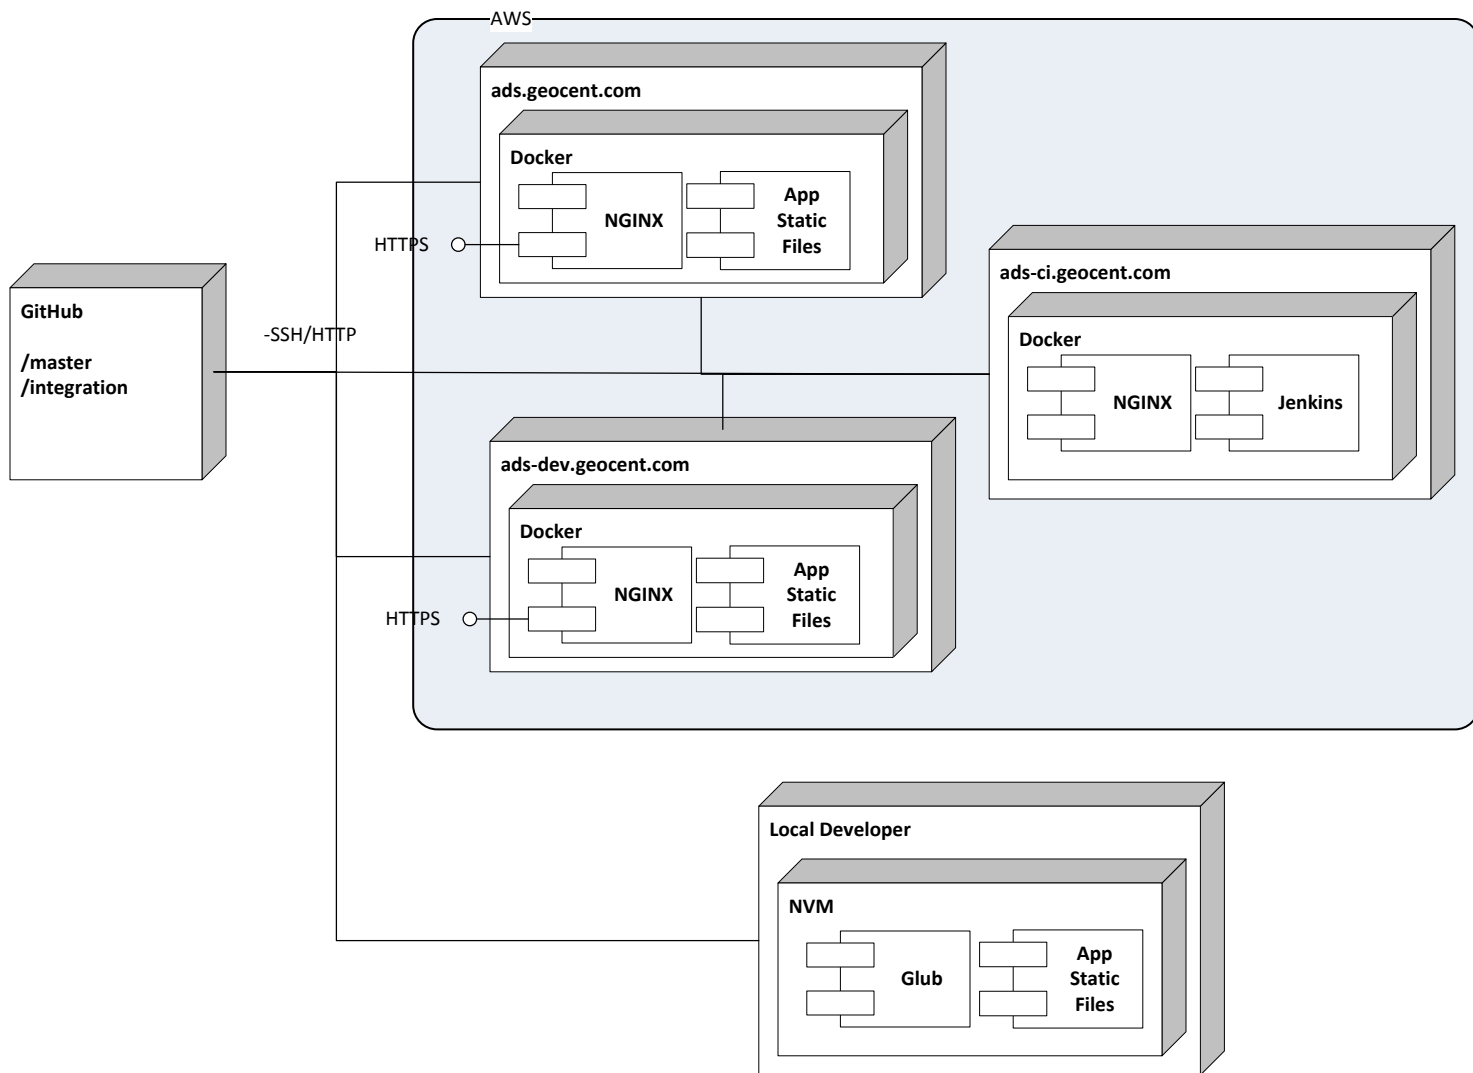 AWS
ads.geocent.com
Docker
NGINX
App
Static
Files
HTTPS
GitHub
/master
/integration
-SSH/HTTP
ads-ci.geocent.com
Docker
NGINX
Jenkins
ads-dev.geocent.com
Docker
NGINX
App
Static
Files
HTTPS
Local Developer
NVM
Glub
App
Static
Files